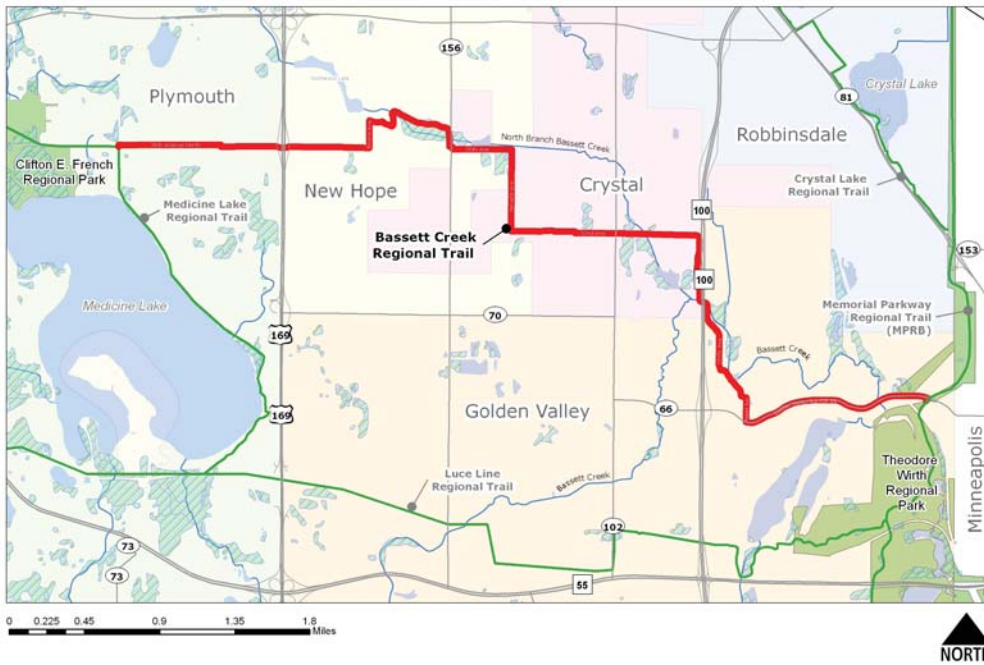 156
Crystal Lake
81
Plymouth
Robbinsdale
North Branch Bassett Creek
Clifton E. French
Regional Park
New Hope
Crystal
Crystal Lake
Regional Trail
Medicine Lake
Regional Trail
100
Bassett Creek
Regional Trail
153
100
Medicine Lake
70
Memorial Parkway
Regional Trail
(MPRB)
169
Bassett Creek
Golden Valley
66
169
Minneapolis
Theodore
Wirth
Regional
Park
Luce Line
Regional Trail
Bassett Creek
102
73
73
55
0 0.225 0.45 0.9 1.35 1.8
Miles
NORTH